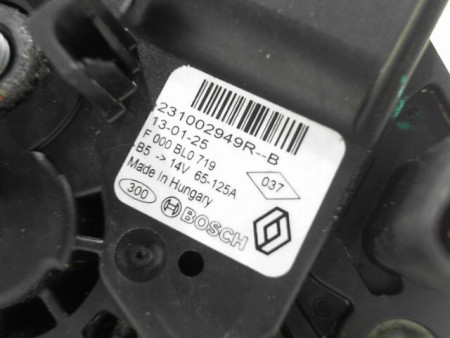 231002949R--B
13-01-25
F 000 BL0 719
B5 -> 14V 65-125A
Made in Hungary
037
300
BOSCH